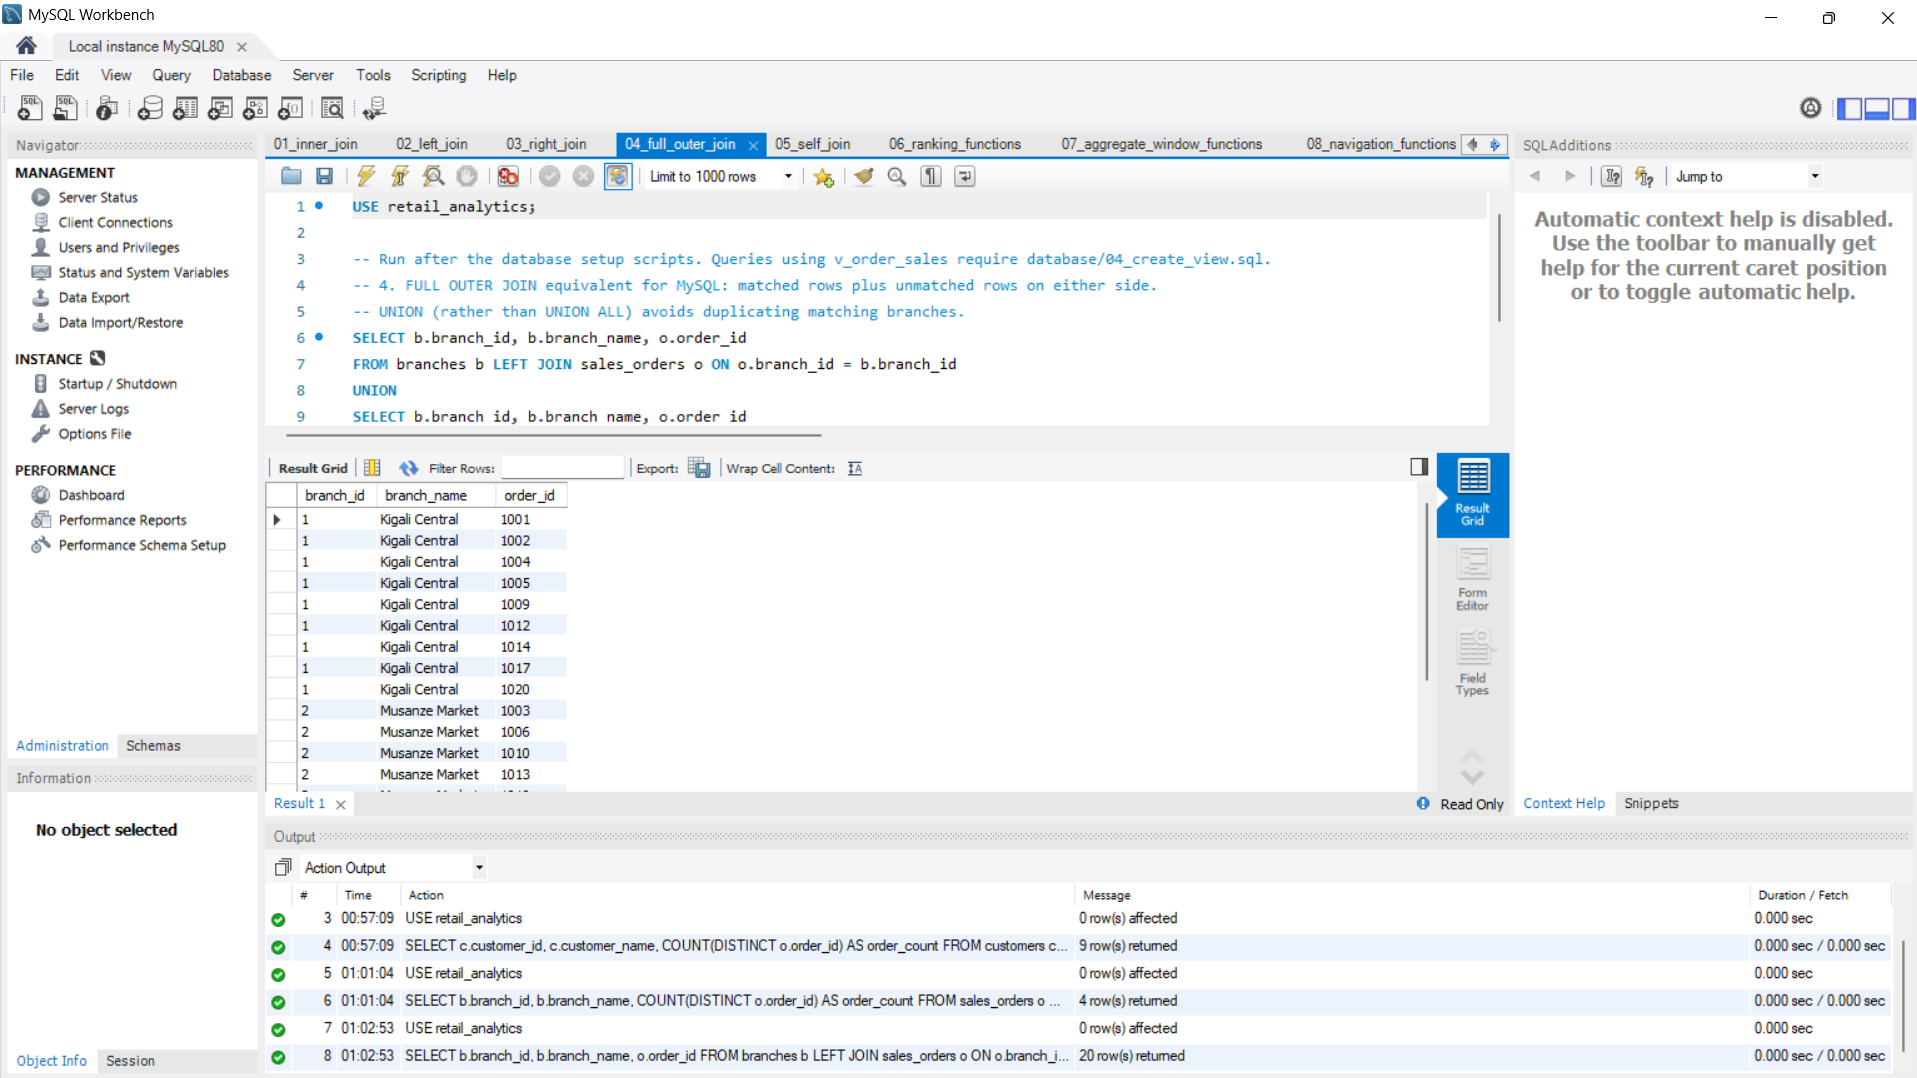 MySQL Workbench
Local instance MySQL80
File Edit View Query Database Server Tools Scripting Help
Navigator
MANAGEMENT
Server Status
Client Connections
Users and Privileges
Status and System Variables
Data Export
Data Import/Restore
INSTANCE
Startup / Shutdown
Server Logs
Options File
PERFORMANCE
Dashboard
Performance Reports
Performance Schema Setup
Administration Schemas
Information
No object selected
Object Info Session
01_inner_join 02_left_join 03_right_join 04_full_outer_join 05_self_join 06_ranking_functions 07_aggregate_window_functions 08_navigation_functions
Limit to 1000 rows
1 USE retail_analytics;
2
3 -- Run after the database setup scripts. Queries using v_order_sales require database/04_create_view.sql.
4 -- 4. FULL OUTER JOIN equivalent for MySQL: matched rows plus unmatched rows on either side.
5 -- UNION (rather than UNION ALL) avoids duplicating matching branches.
6 SELECT b.branch_id, b.branch_name, o.order_id
7 FROM branches b LEFT JOIN sales_orders o ON o.branch_id = b.branch_id
8 UNION
9 SELECT b.branch_id, b.branch_name, o.order_id
Result Grid Filter Rows: Export: Wrap Cell Content:
branch_id branch_name order_id
1 Kigali Central 1001
1 Kigali Central 1002
1 Kigali Central 1004
1 Kigali Central 1005
1 Kigali Central 1009
1 Kigali Central 1012
1 Kigali Central 1014
1 Kigali Central 1017
1 Kigali Central 1020
2 Musanze Market 1003
2 Musanze Market 1006
2 Musanze Market 1010
2 Musanze Market 1013
Result Grid
Form Editor
Field Types
Result 1
Read Only
SQLAdditions
Jump to
Automatic context help is disabled.
Use the toolbar to manually get
help for the current caret position
or to toggle automatic help.
Context Help Snippets
Output
Action Output
# Time Action Message Duration / Fetch
3 00:57:09 USE retail_analytics 0 row(s) affected 0.000 sec
4 00:57:09 SELECT c.customer_id, c.customer_name, COUNT(DISTINCT o.order_id) AS order_count FROM customers c... 9 row(s) returned 0.000 sec / 0.000 sec
5 01:01:04 USE retail_analytics 0 row(s) affected 0.000 sec
6 01:01:04 SELECT b.branch_id, b.branch_name, COUNT(DISTINCT o.order_id) AS order_count FROM sales_orders o ... 4 row(s) returned 0.000 sec / 0.000 sec
7 01:02:53 USE retail_analytics 0 row(s) affected 0.000 sec
8 01:02:53 SELECT b.branch_id, b.branch_name, o.order_id FROM branches b LEFT JOIN sales_orders o ON o.branch_i... 20 row(s) returned 0.000 sec / 0.000 sec